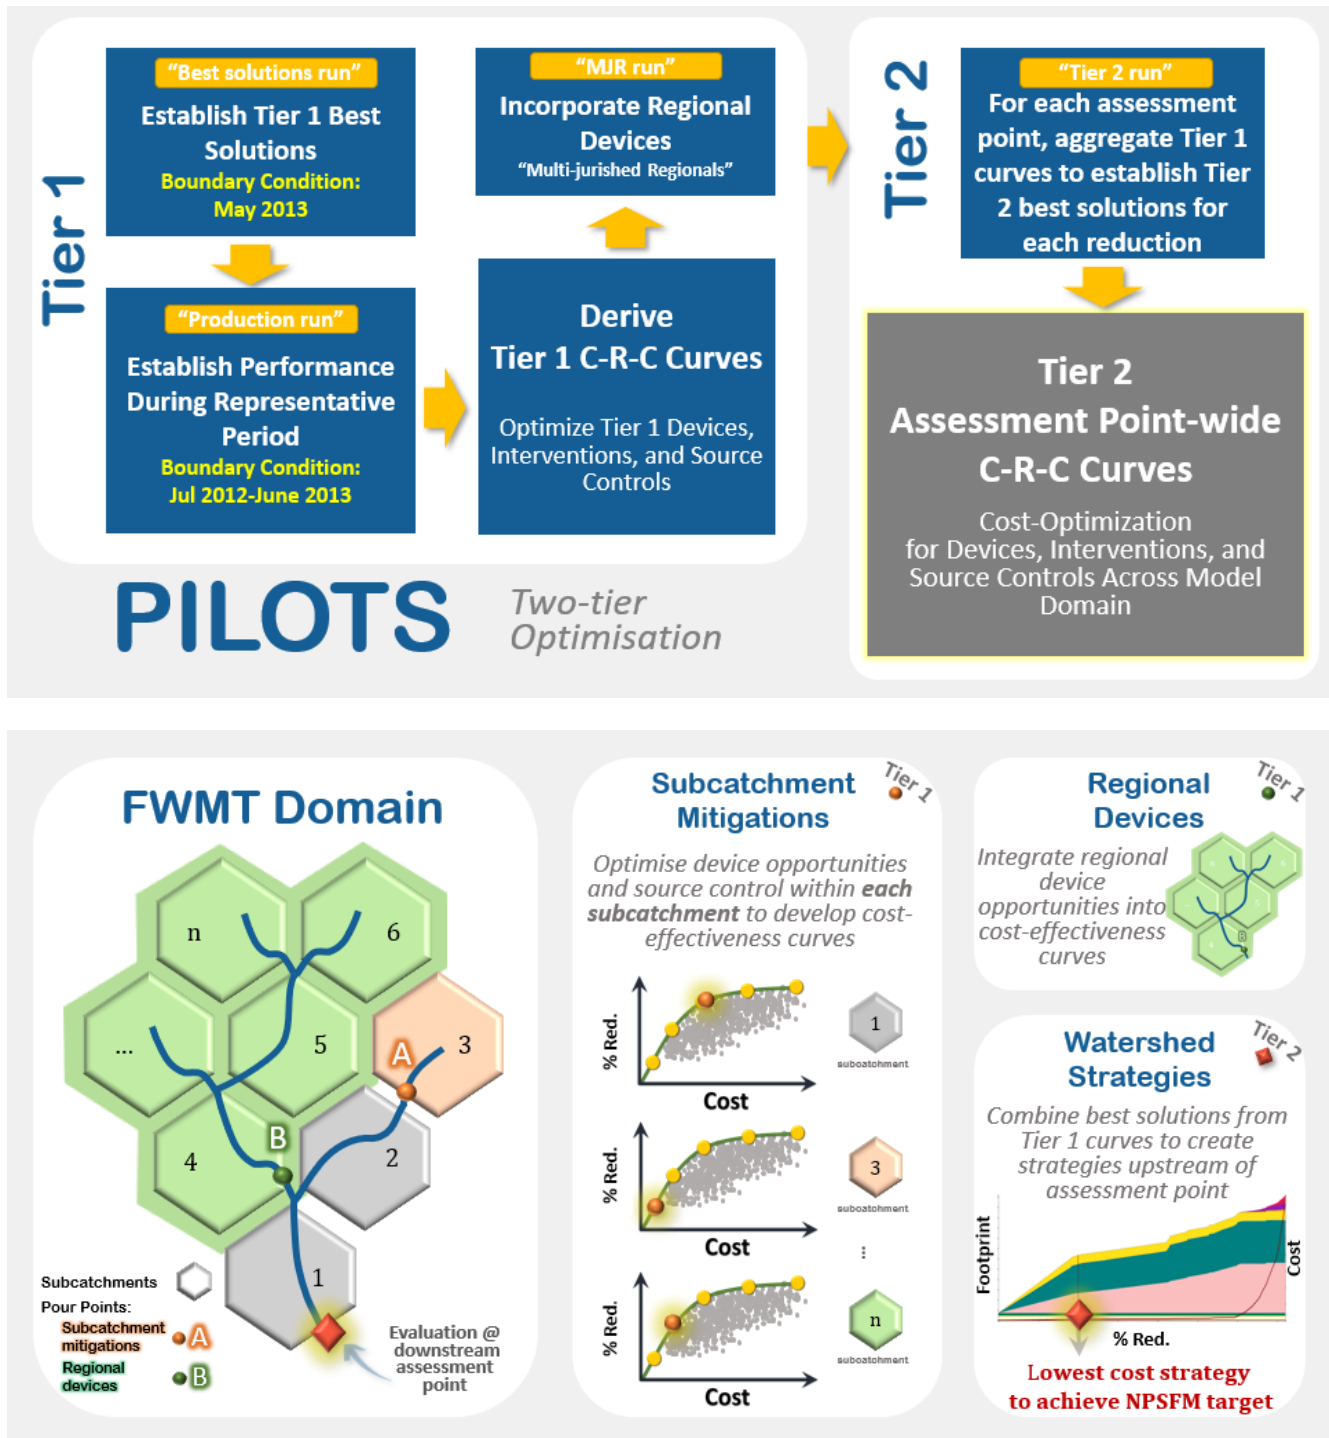 Tier 1
“Best solutions run”
Establish Tier 1 Best
Solutions
Boundary Condition:
May 2013
“Production run”
Establish Performance
During Representative
Period
Boundary Condition:
Jul 2012-June 2013
“MJR run”
Incorporate Regional
Devices
“Multi-jurished Regionals”
Derive
Tier 1 C-R-C Curves
Optimize Tier 1 Devices,
Interventions, and Source
Controls
Tier 2
“Tier 2 run”
For each assessment
point, aggregate Tier 1
curves to establish Tier
2 best solutions for
each reduction
Tier 2
Assessment Point-wide
C-R-C Curves
Cost-Optimization
for Devices, Interventions, and
Source Controls Across Model
Domain
PILOTS
Two-tier
Optimisation
FWMT Domain
n
6
...
5
3
A
4
B
2
1
Subcatchments
Pour Points:
Subcatchment
mitigations
A
Regional
devices
B
Evaluation @
downstream
assessment
point
Subcatchment
Mitigations
Tier 1
Optimise device opportunities
and source control within each
subcatchment to develop cost-
effectiveness curves
% Red.
Cost
1
subcatchment
% Red.
Cost
3
subcatchment
...
% Red.
Cost
n
subcatchment
Regional
Devices
Tier 1
Integrate regional
device
opportunities into
cost-effectiveness
curves
B
Watershed
Strategies
Tier 2
Combine best solutions from
Tier 1 curves to create
strategies upstream of
assessment point
Footprint
Cost
% Red.
Lowest cost strategy
to achieve NPSFM target